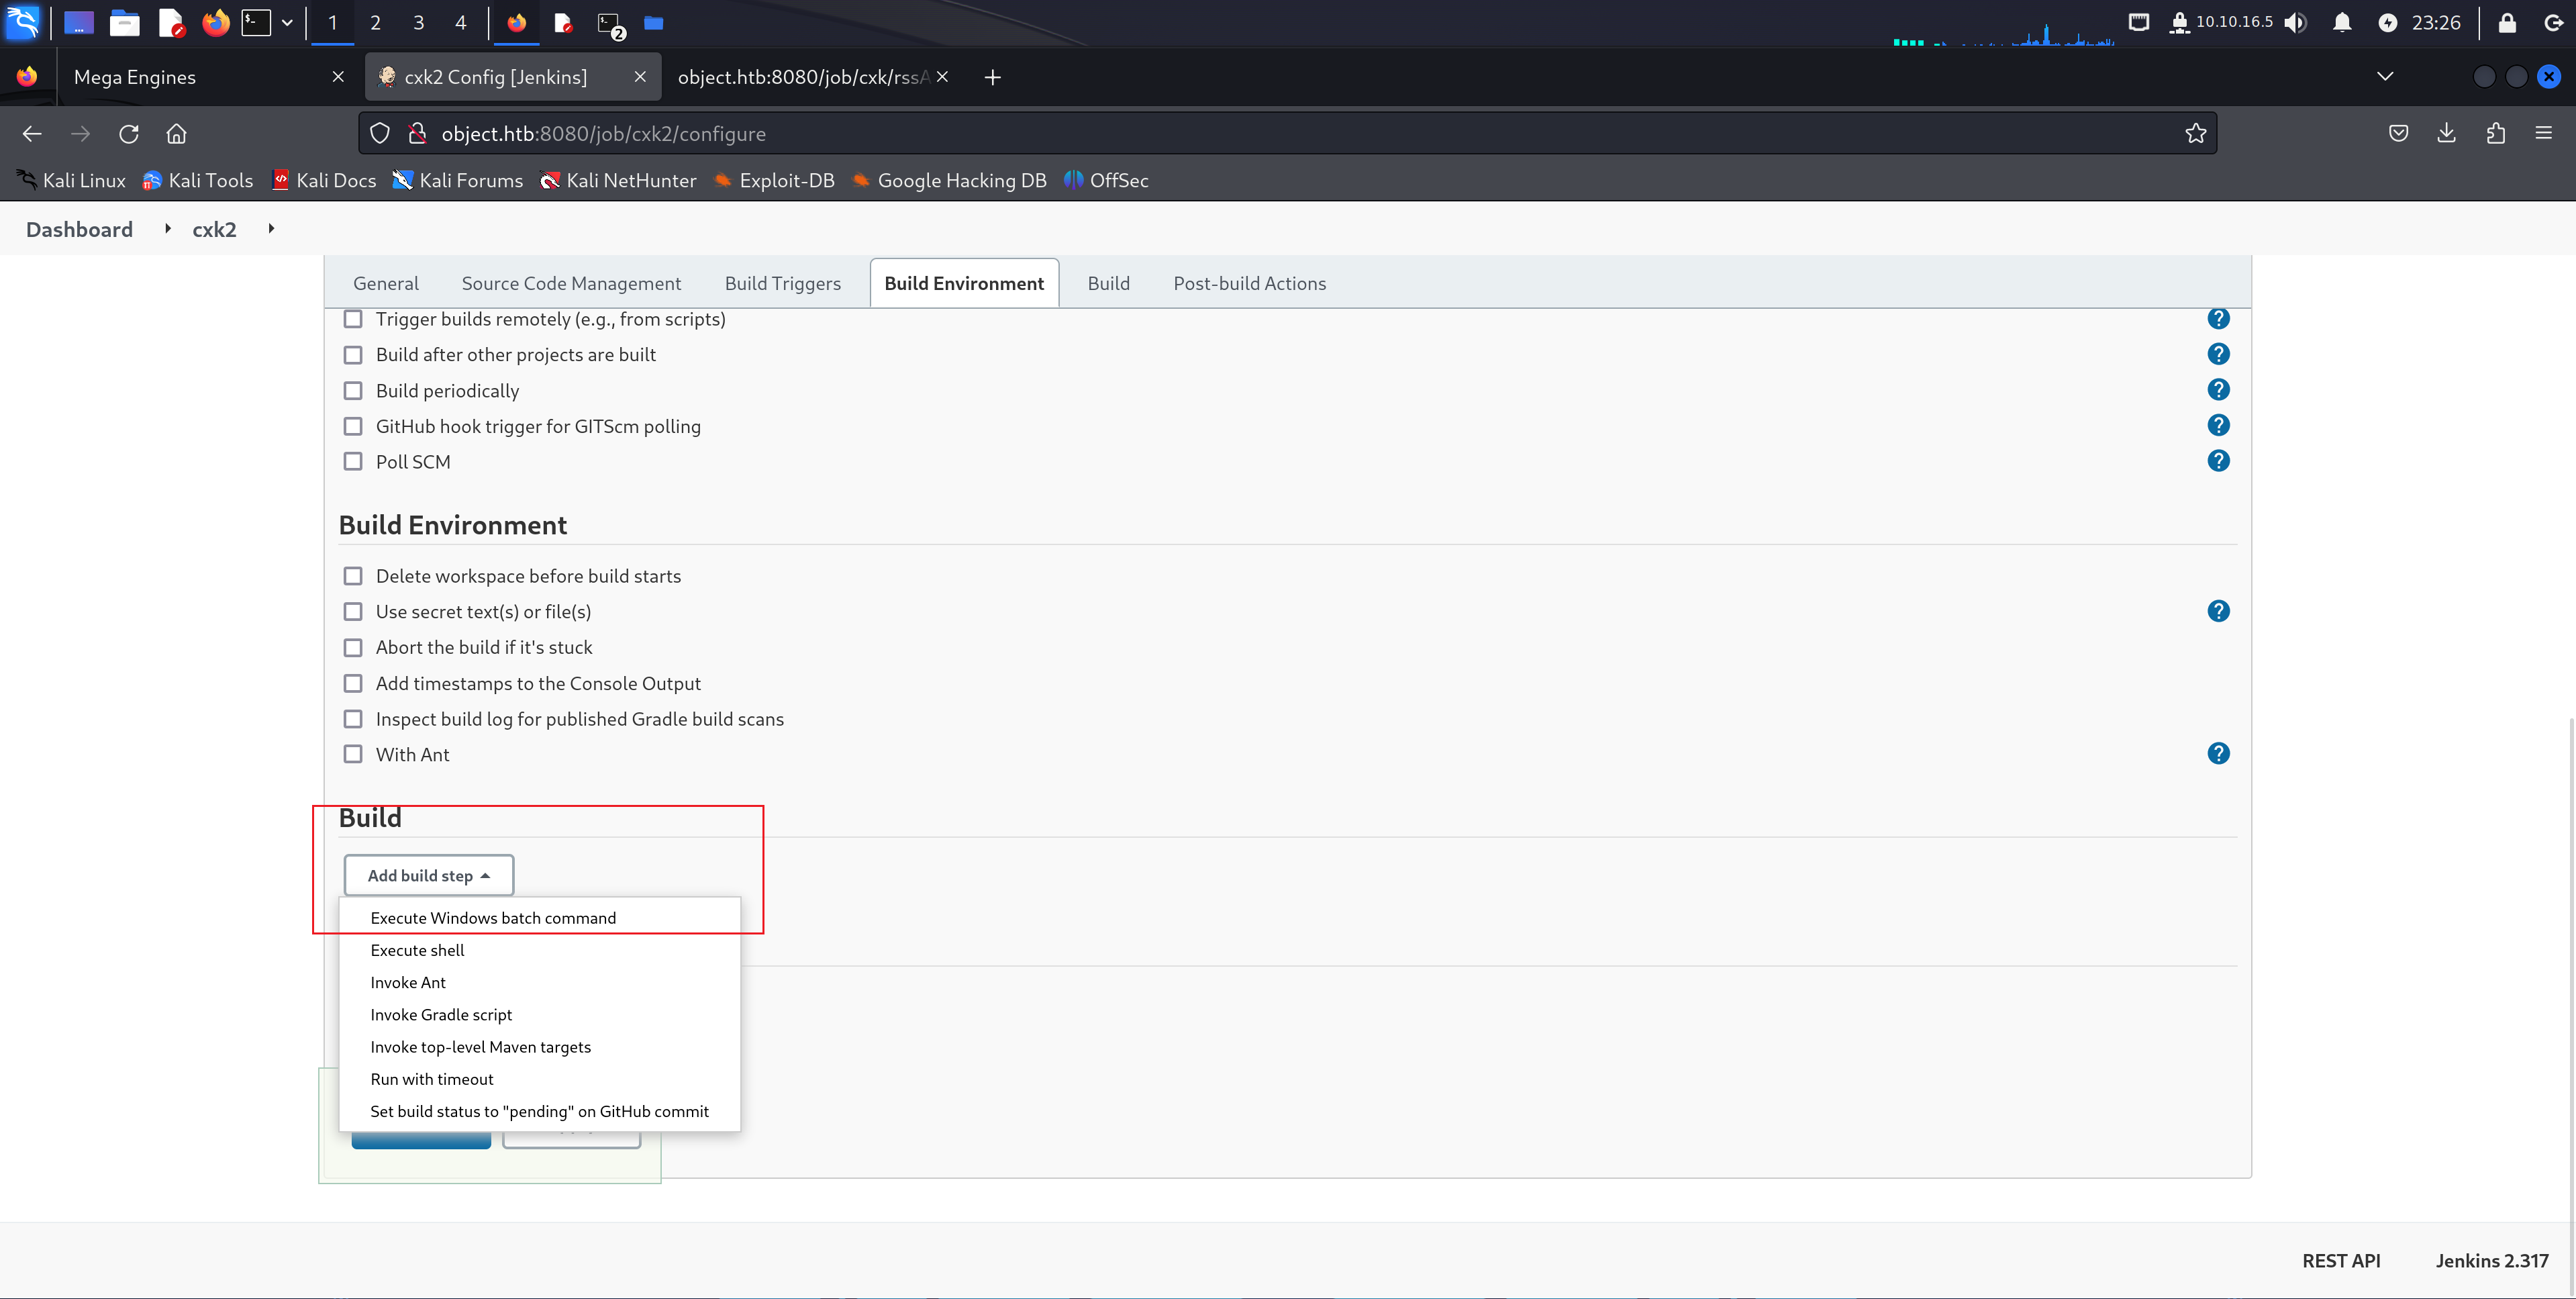 1 2 3 4 2 10.10.16.5 23:26
Mega Engines cxk2 Config [Jenkins] object.htb:8080/job/cxk/rssA
object.htb:8080/job/cxk2/configure
Kali Linux Kali Tools Kali Docs Kali Forums Kali NetHunter Exploit-DB Google Hacking DB OffSec
Dashboard cxk2
General Source Code Management Build Triggers Build Environment Build Post-build Actions
Trigger builds remotely (e.g., from scripts)
Build after other projects are built
Build periodically
GitHub hook trigger for GITScm polling
Poll SCM
Build Environment
Delete workspace before build starts
Use secret text(s) or file(s)
Abort the build if it's stuck
Add timestamps to the Console Output
Inspect build log for published Gradle build scans
With Ant
Build
Add build step
Execute Windows batch command
Execute shell
Invoke Ant
Invoke Gradle script
Invoke top-level Maven targets
Run with timeout
Set build status to "pending" on GitHub commit
REST API Jenkins 2.317